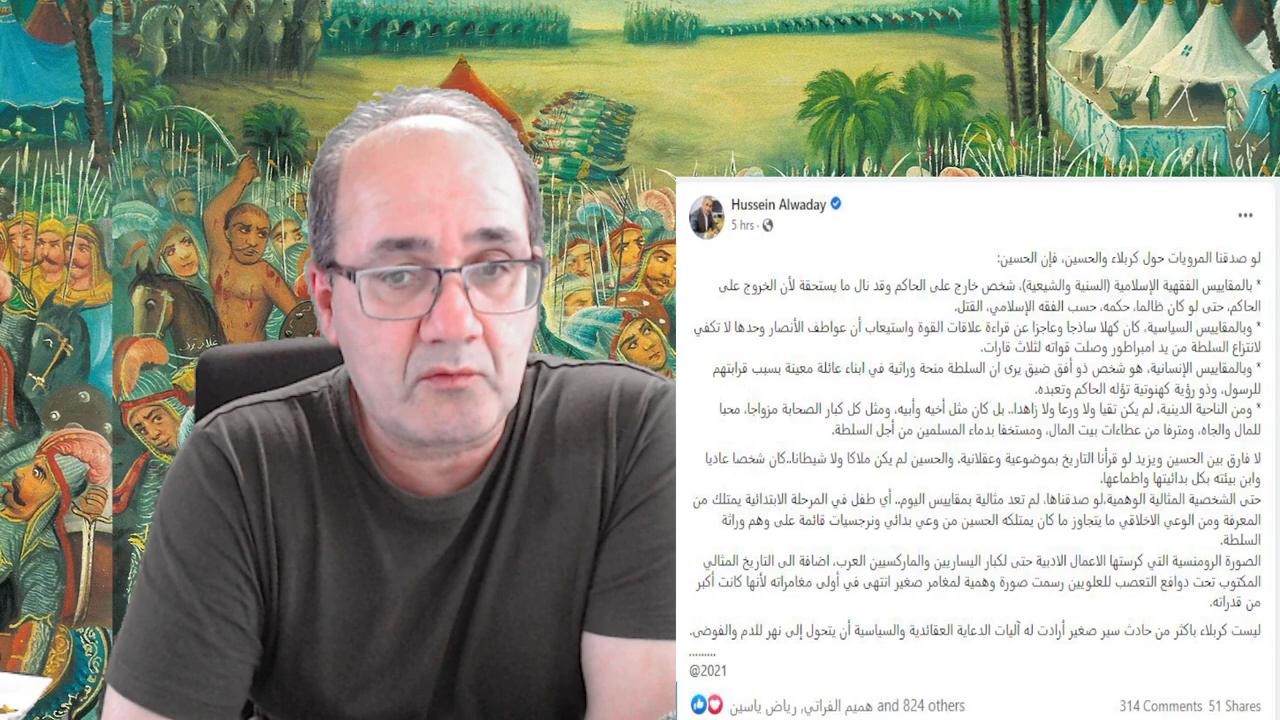 Hussein Alwaday
5 hrs ·
لو صدقنا المرويات حول كربلاء والحسين، فإن الحسين:
* بالمقاييس الفقهية الإسلامية (السنية والشيعية)، شخص خارج على الحاكم وقد نال ما يستحقة لأن الخروج على
الحاكم، حتى لو كان ظالما، حكمه، حسب الفقه الإسلامي، القتل.
* وبالمقاييس السياسية، كان كهلا ساذجا وعاجزا عن قراءة علاقات القوة واستيعاب أن عواطف الأنصار وحدها لا تكفي
لانتزاع السلطة من يد امبراطور وصلت قواته لثلاث قارات.
* وبالمقاييس الإنسانية، هو شخص ذو أفق ضيق يرى ان السلطة منحة وراثية في ابناء عائلة معينة بسبب قرابتهم
للرسول، وذو رؤية كهنوتية تؤله الحاكم وتعبده.
* ومن الناحية الدينية، لم يكن تقيا ولا ورعا ولا زاهدا.. بل كان مثل أخيه وأبيه، ومثل كل كبار الصحابة مزواجا، محبا
للمال والجاه، ومترفا من عطاءات بيت المال، ومستخفا بدماء المسلمين من أجل السلطة.
لا فارق بين الحسين ويزيد لو قرأنا التاريخ بموضوعية وعقلانية. والحسين لم يكن ملاكا ولا شيطانا..كان شخصا عاديا
وابن بيئته بكل بدائيتها واطماعها.
حتى الشخصية المثالية الوهمية،لو صدقناها، لم تعد مثالية بمقاييس اليوم.. أي طفل في المرحلة الابتدائية يمتلك من
المعرفة ومن الوعي الاخلاقي ما يتجاوز ما كان يمتلكه الحسين من وعي بدائي ونرجسيات قائمة على وهم وراثة
السلطة.
الصورة الرومنسية التي كرستها الاعمال الادبية حتى لكبار اليساريين والماركسيين العرب، اضافة الى التاريخ المثالي
المكتوب تحت دوافع التعصب للعلويين رسمت صورة وهمية لمغامر صغير انتهى في أولى مغامراته لأنها كانت أكبر
من قدراته.
ليست كربلاء باكثر من حادث سير صغير أرادت له آليات الدعاية العقائدية والسياسية أن يتحول إلى نهر للدم والفوضى.
.........
@2021
هميم الفراتي, رياض ياسين and 824 others
314 Comments 51 Shares